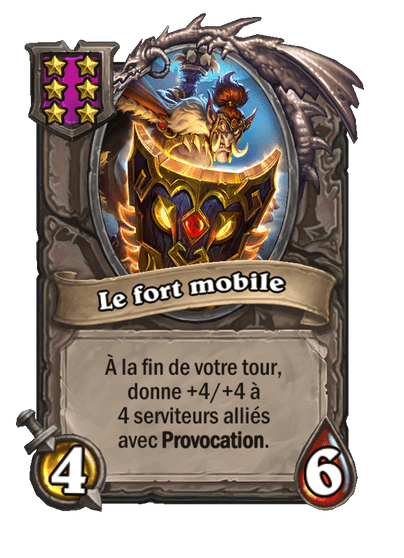 Le fort mobile
À la fin de votre tour,
donne +4/+4 à
4 serviteurs alliés
avec Provocation.
4
6